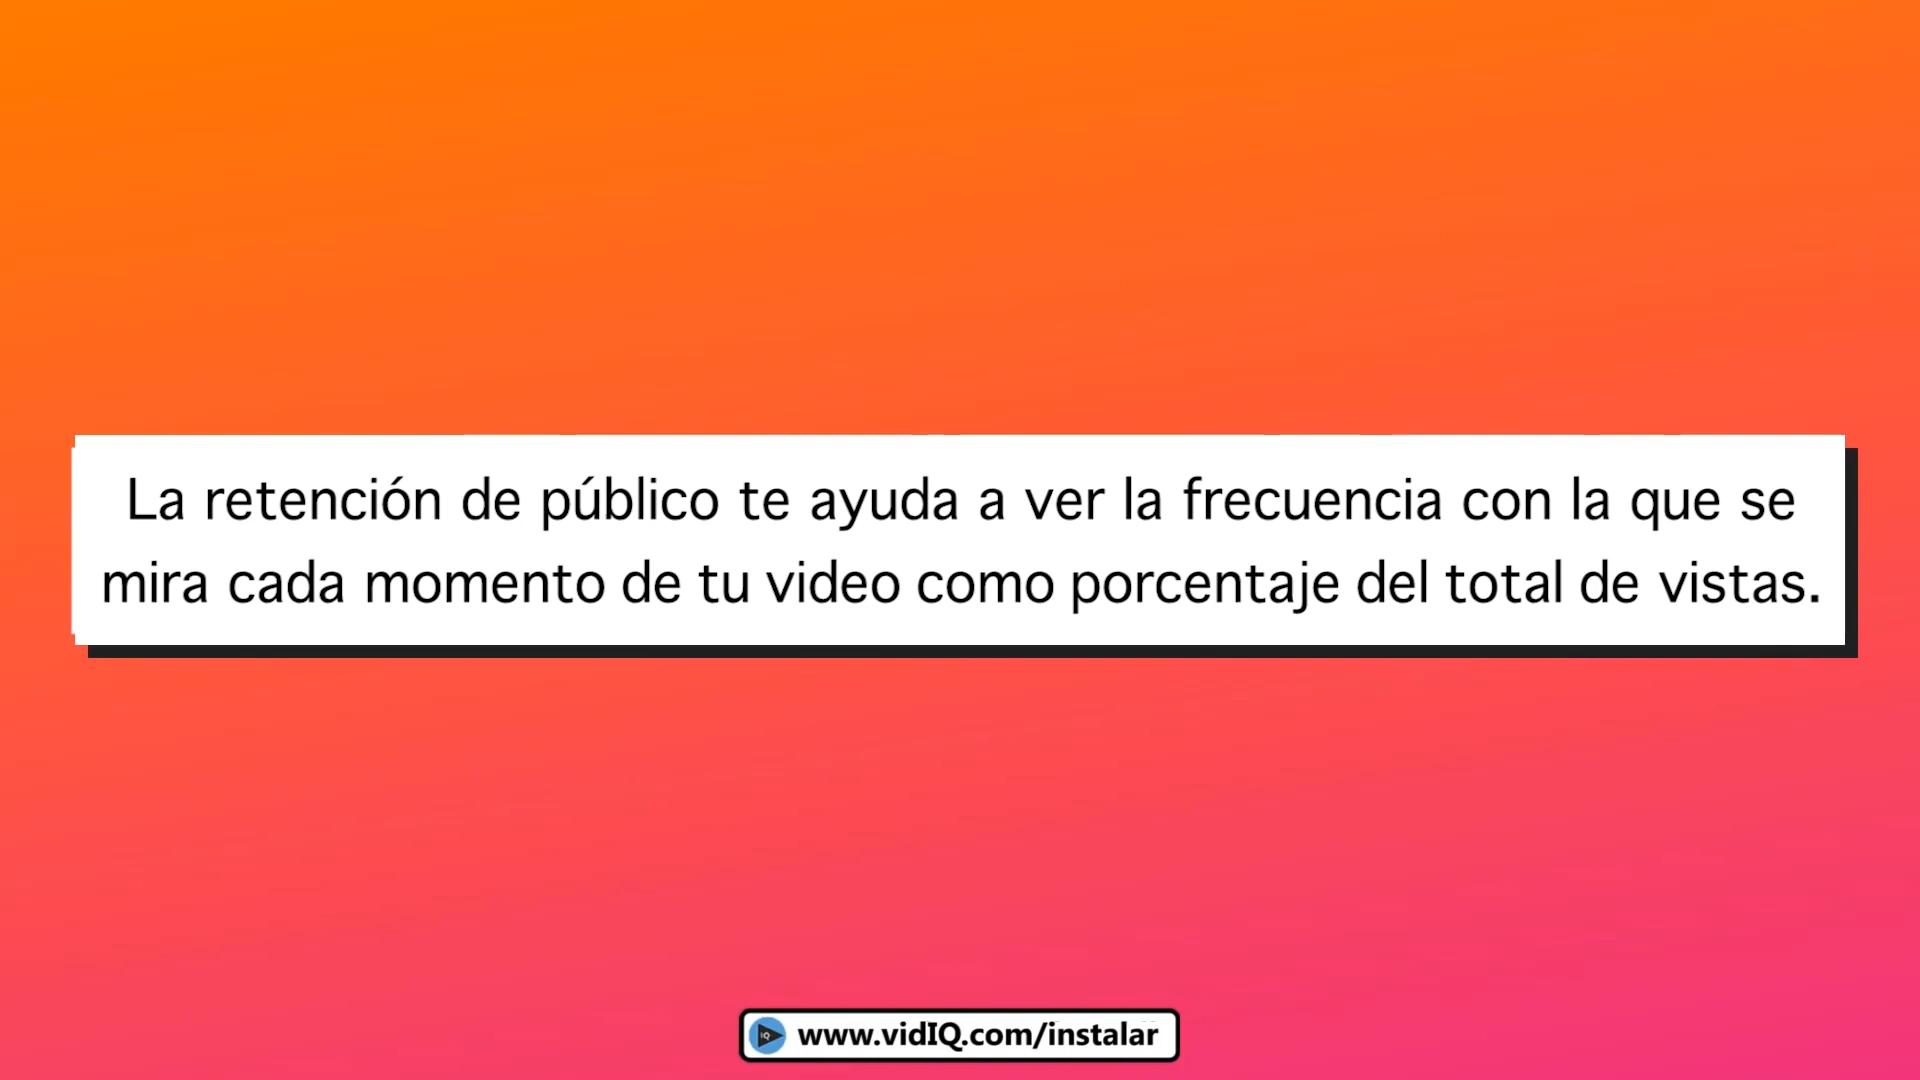 La retención de público te ayuda a ver la frecuencia con la que se
mira cada momento de tu video como porcentaje del total de vistas.
IQ
www.vidIQ.com/instalar